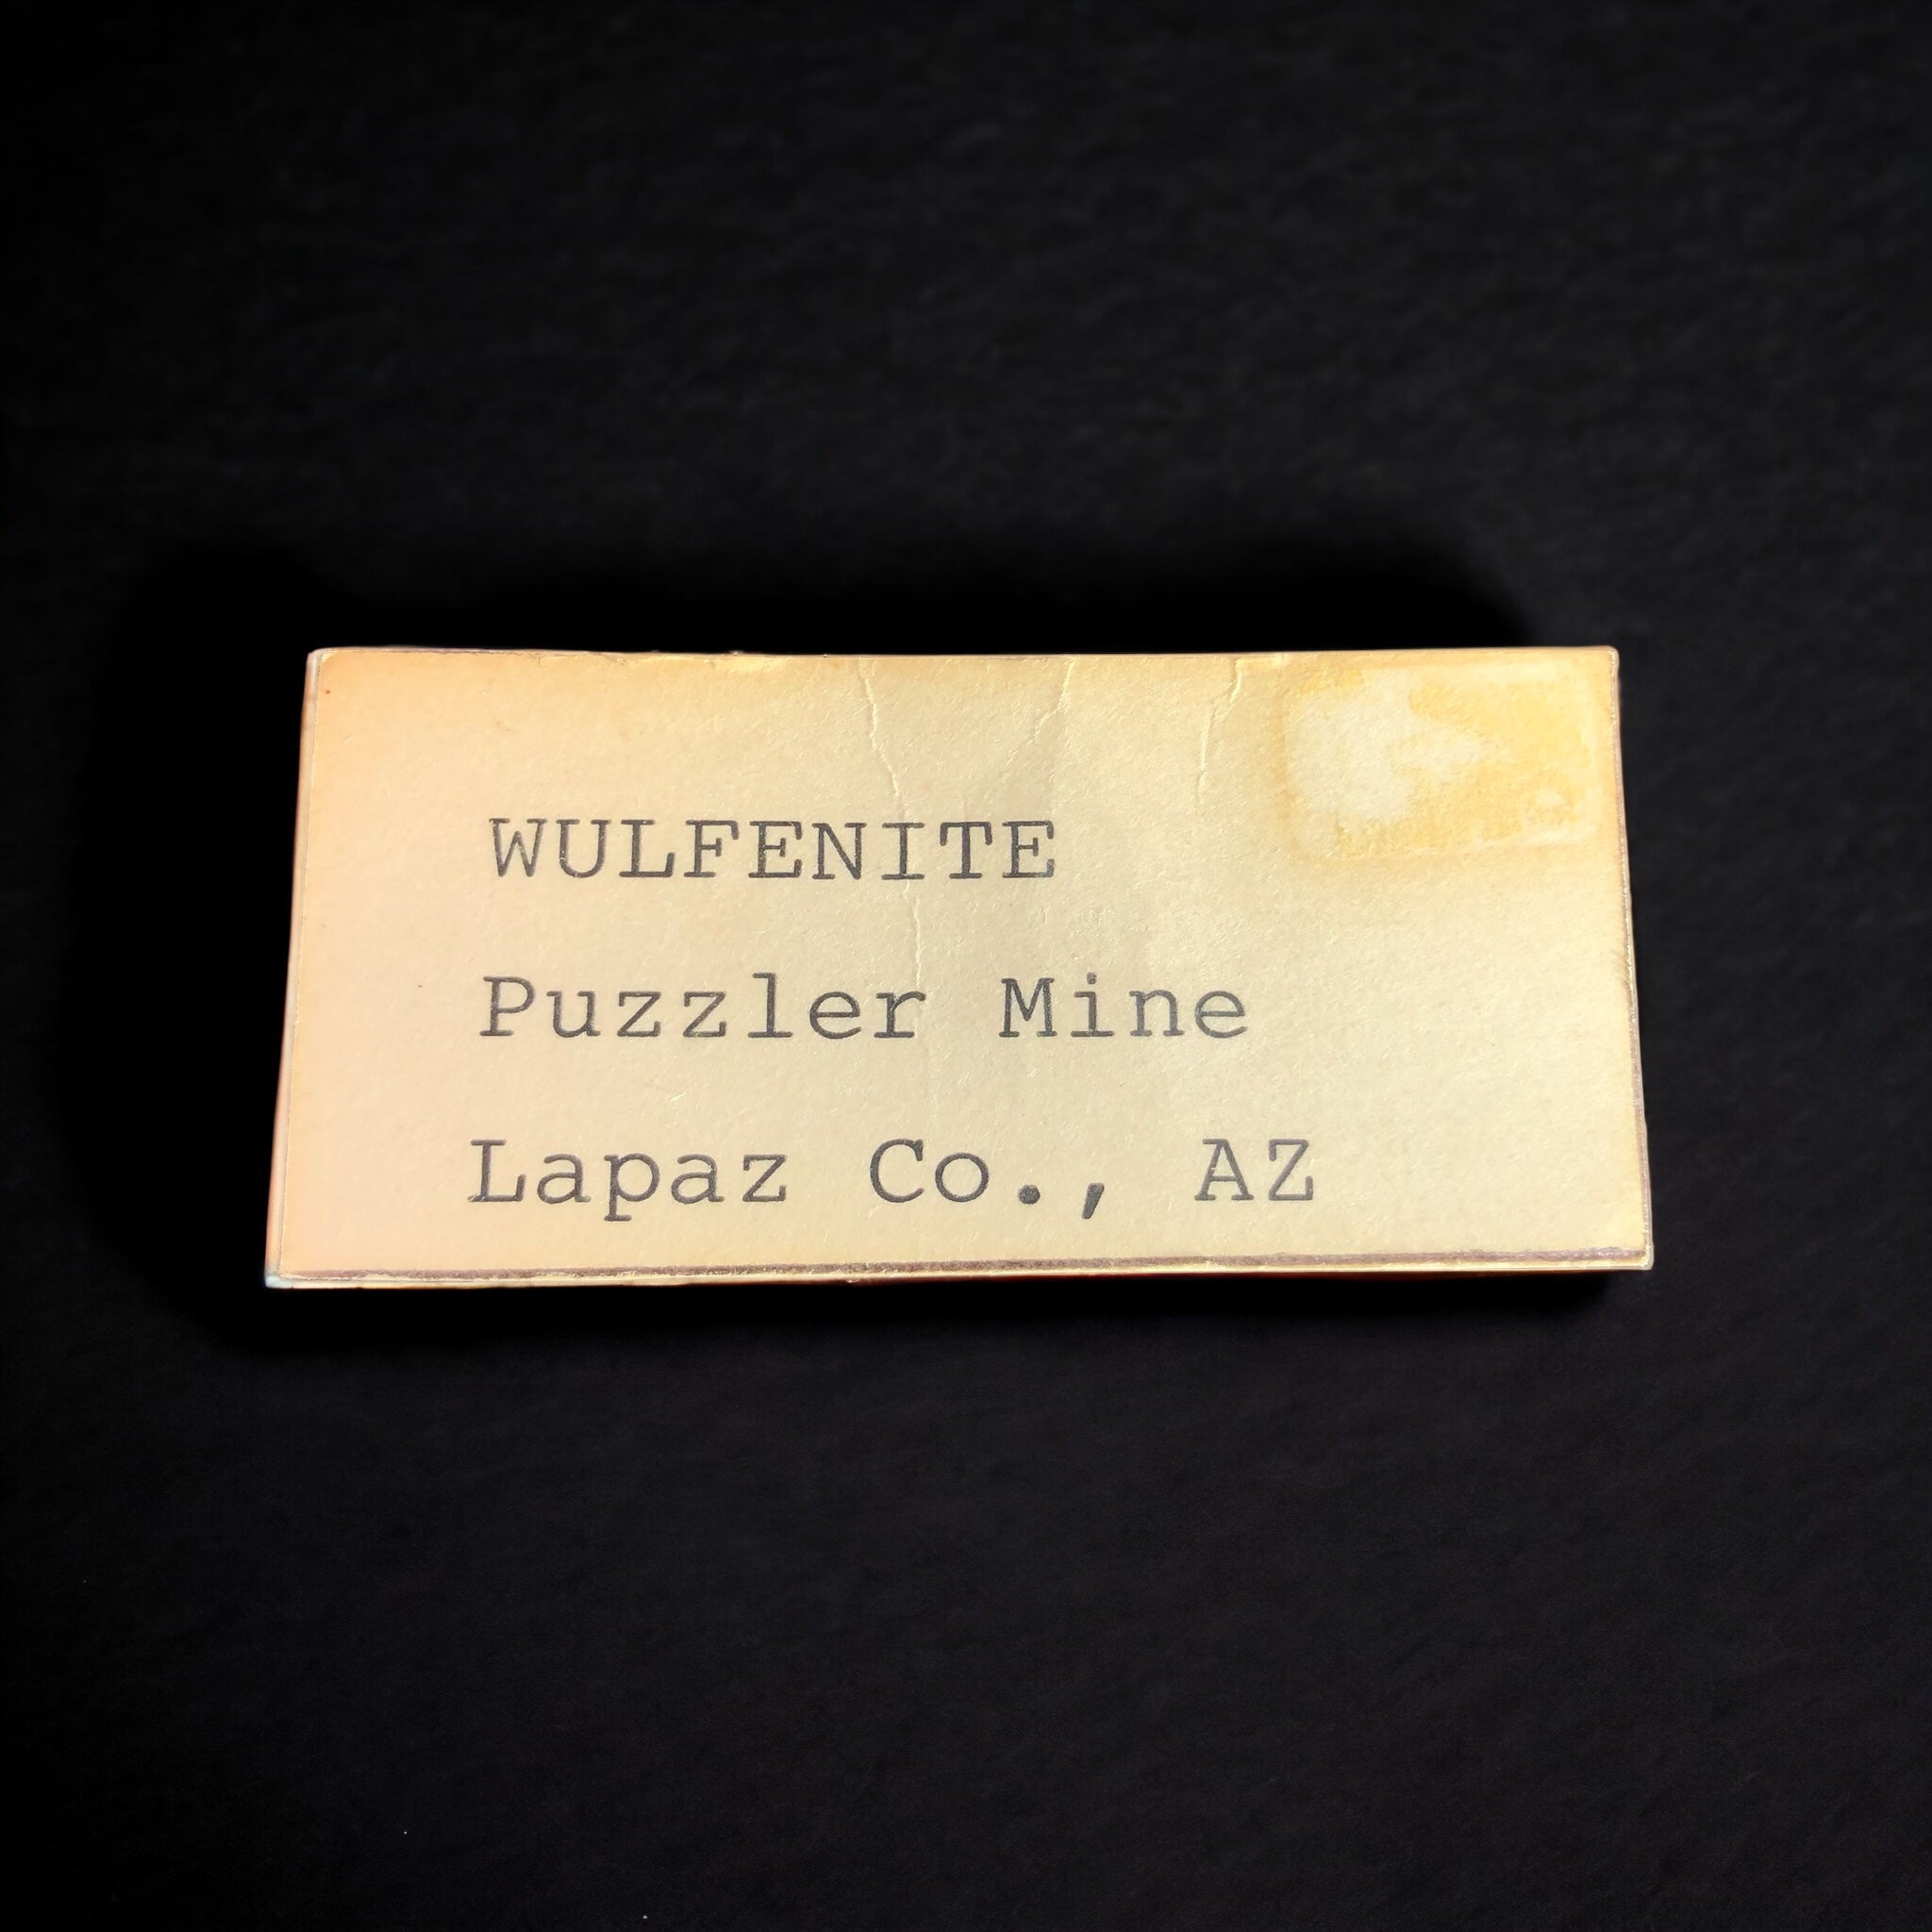 WULFENITE
Puzzler Mine
Lapaz Co., AZ